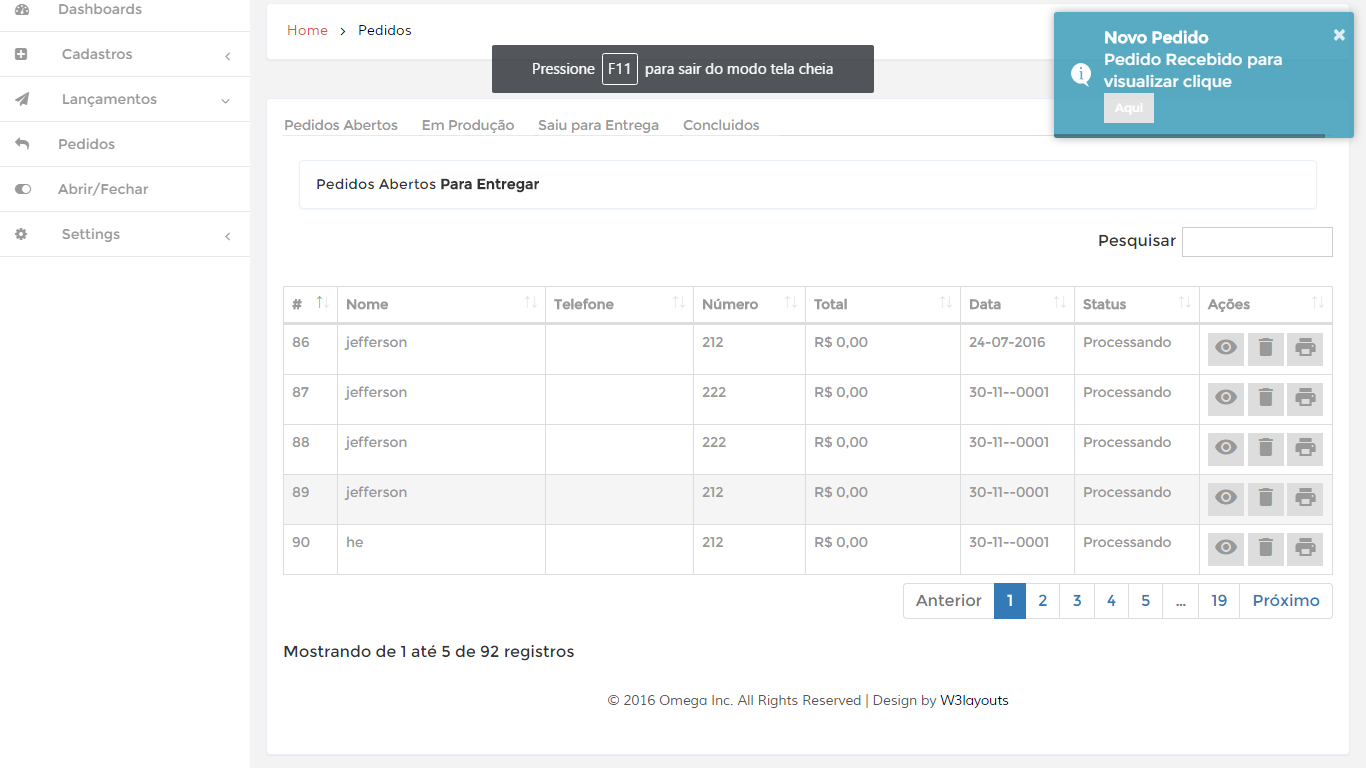 Dashboards
Cadastros
Lançamentos
Pedidos
Abrir/Fechar
Settings
Home > Pedidos
Pressione F11 para sair do modo tela cheia
Novo Pedido
Pedido Recebido para
visualizar clique
Aqui
×
Pedidos Abertos Em Produção Saiu para Entrega Concluidos
Pedidos Abertos Para Entregar
Pesquisar
# Nome Telefone Número Total Data Status Ações
86 jefferson 212 R$ 0,00 24-07-2016 Processando
87 jefferson 222 R$ 0,00 30-11--0001 Processando
88 jefferson 222 R$ 0,00 30-11--0001 Processando
89 jefferson 212 R$ 0,00 30-11--0001 Processando
90 he 212 R$ 0,00 30-11--0001 Processando
Anterior 1 2 3 4 5 ... 19 Próximo
Mostrando de 1 até 5 de 92 registros
© 2016 Omega Inc. All Rights Reserved | Design by W3layouts